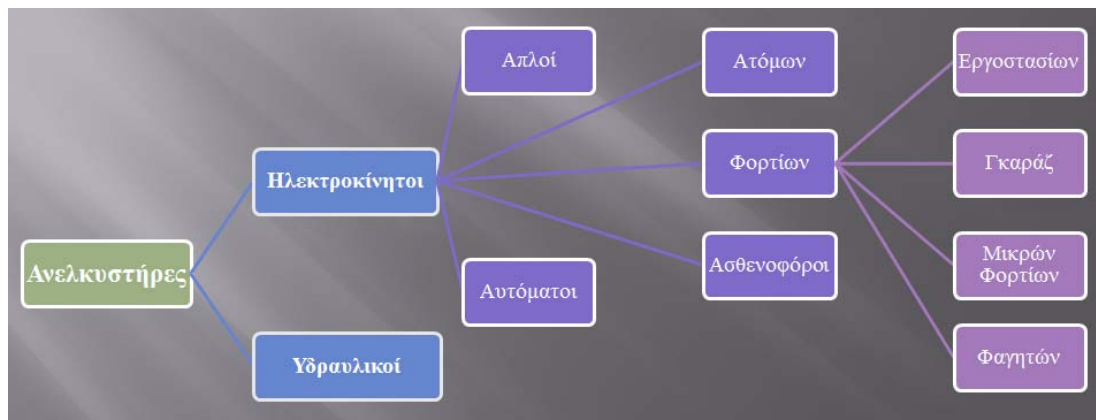 Ανελκυστήρες
Ηλεκτροκίνητοι
Υδραυλικοί
Απλοί
Αυτόματοι
Ατόμων
Φορτίων
Ασθενοφόροι
Εργοστασίων
Γκαράζ
Μικρών
Φορτίων
Φαγητών